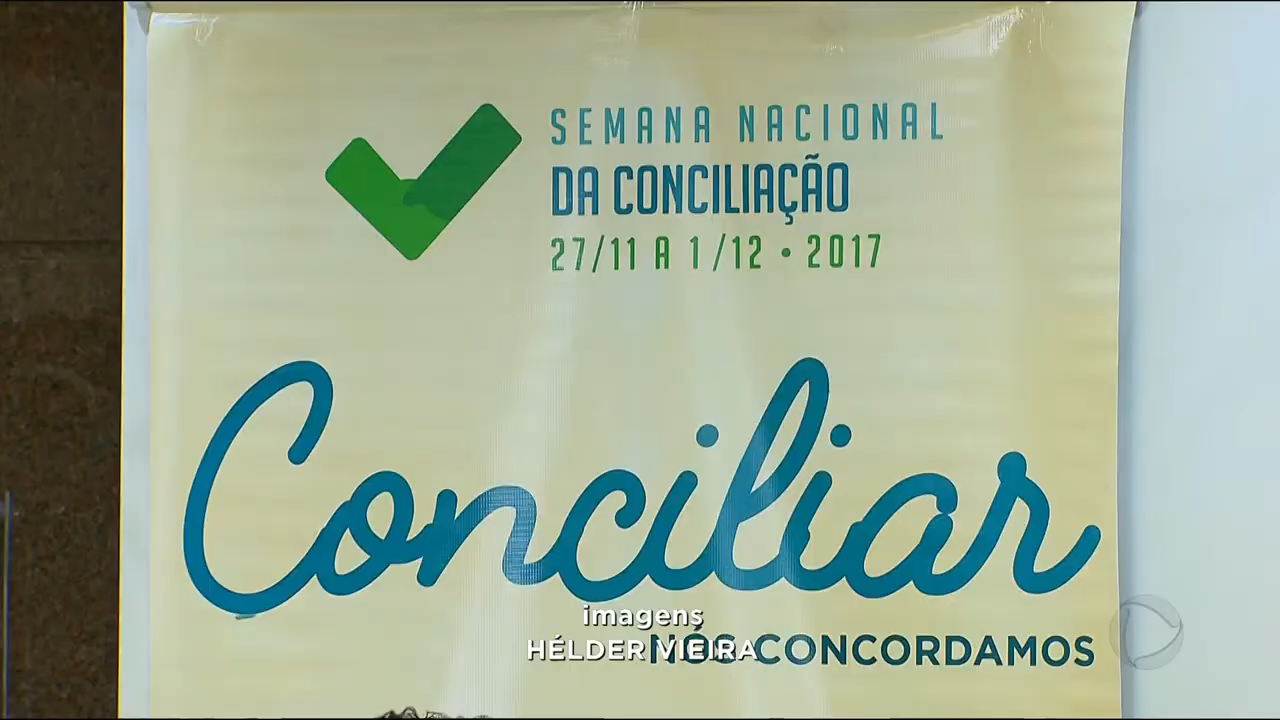 SEMANA NACIONAL
DA CONCILIAÇÃO
27/11 A 1/12 • 2017
Conciliar
NÓS CONCORDAMOS
imagens
HÉLDER VIEIRA